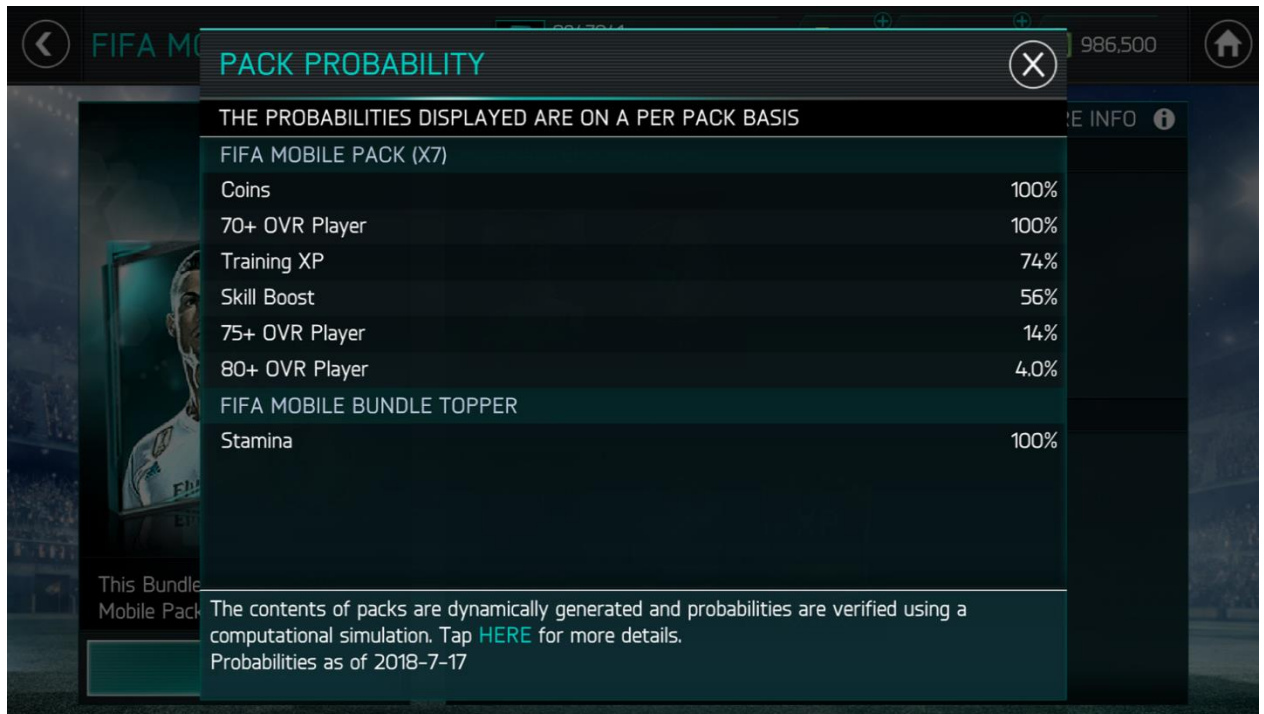 FIFA MO
986,500
PACK PROBABILITY
THE PROBABILITIES DISPLAYED ARE ON A PER PACK BASIS
RE INFO
FIFA MOBILE PACK (X7)
Coins 100%
70+ OVR Player 100%
Training XP 74%
Skill Boost 56%
75+ OVR Player 14%
80+ OVR Player 4.0%
FIFA MOBILE BUNDLE TOPPER
Stamina 100%
This Bundle
Mobile Pack
The contents of packs are dynamically generated and probabilities are verified using a
computational simulation. Tap HERE for more details.
Probabilities as of 2018-7-17